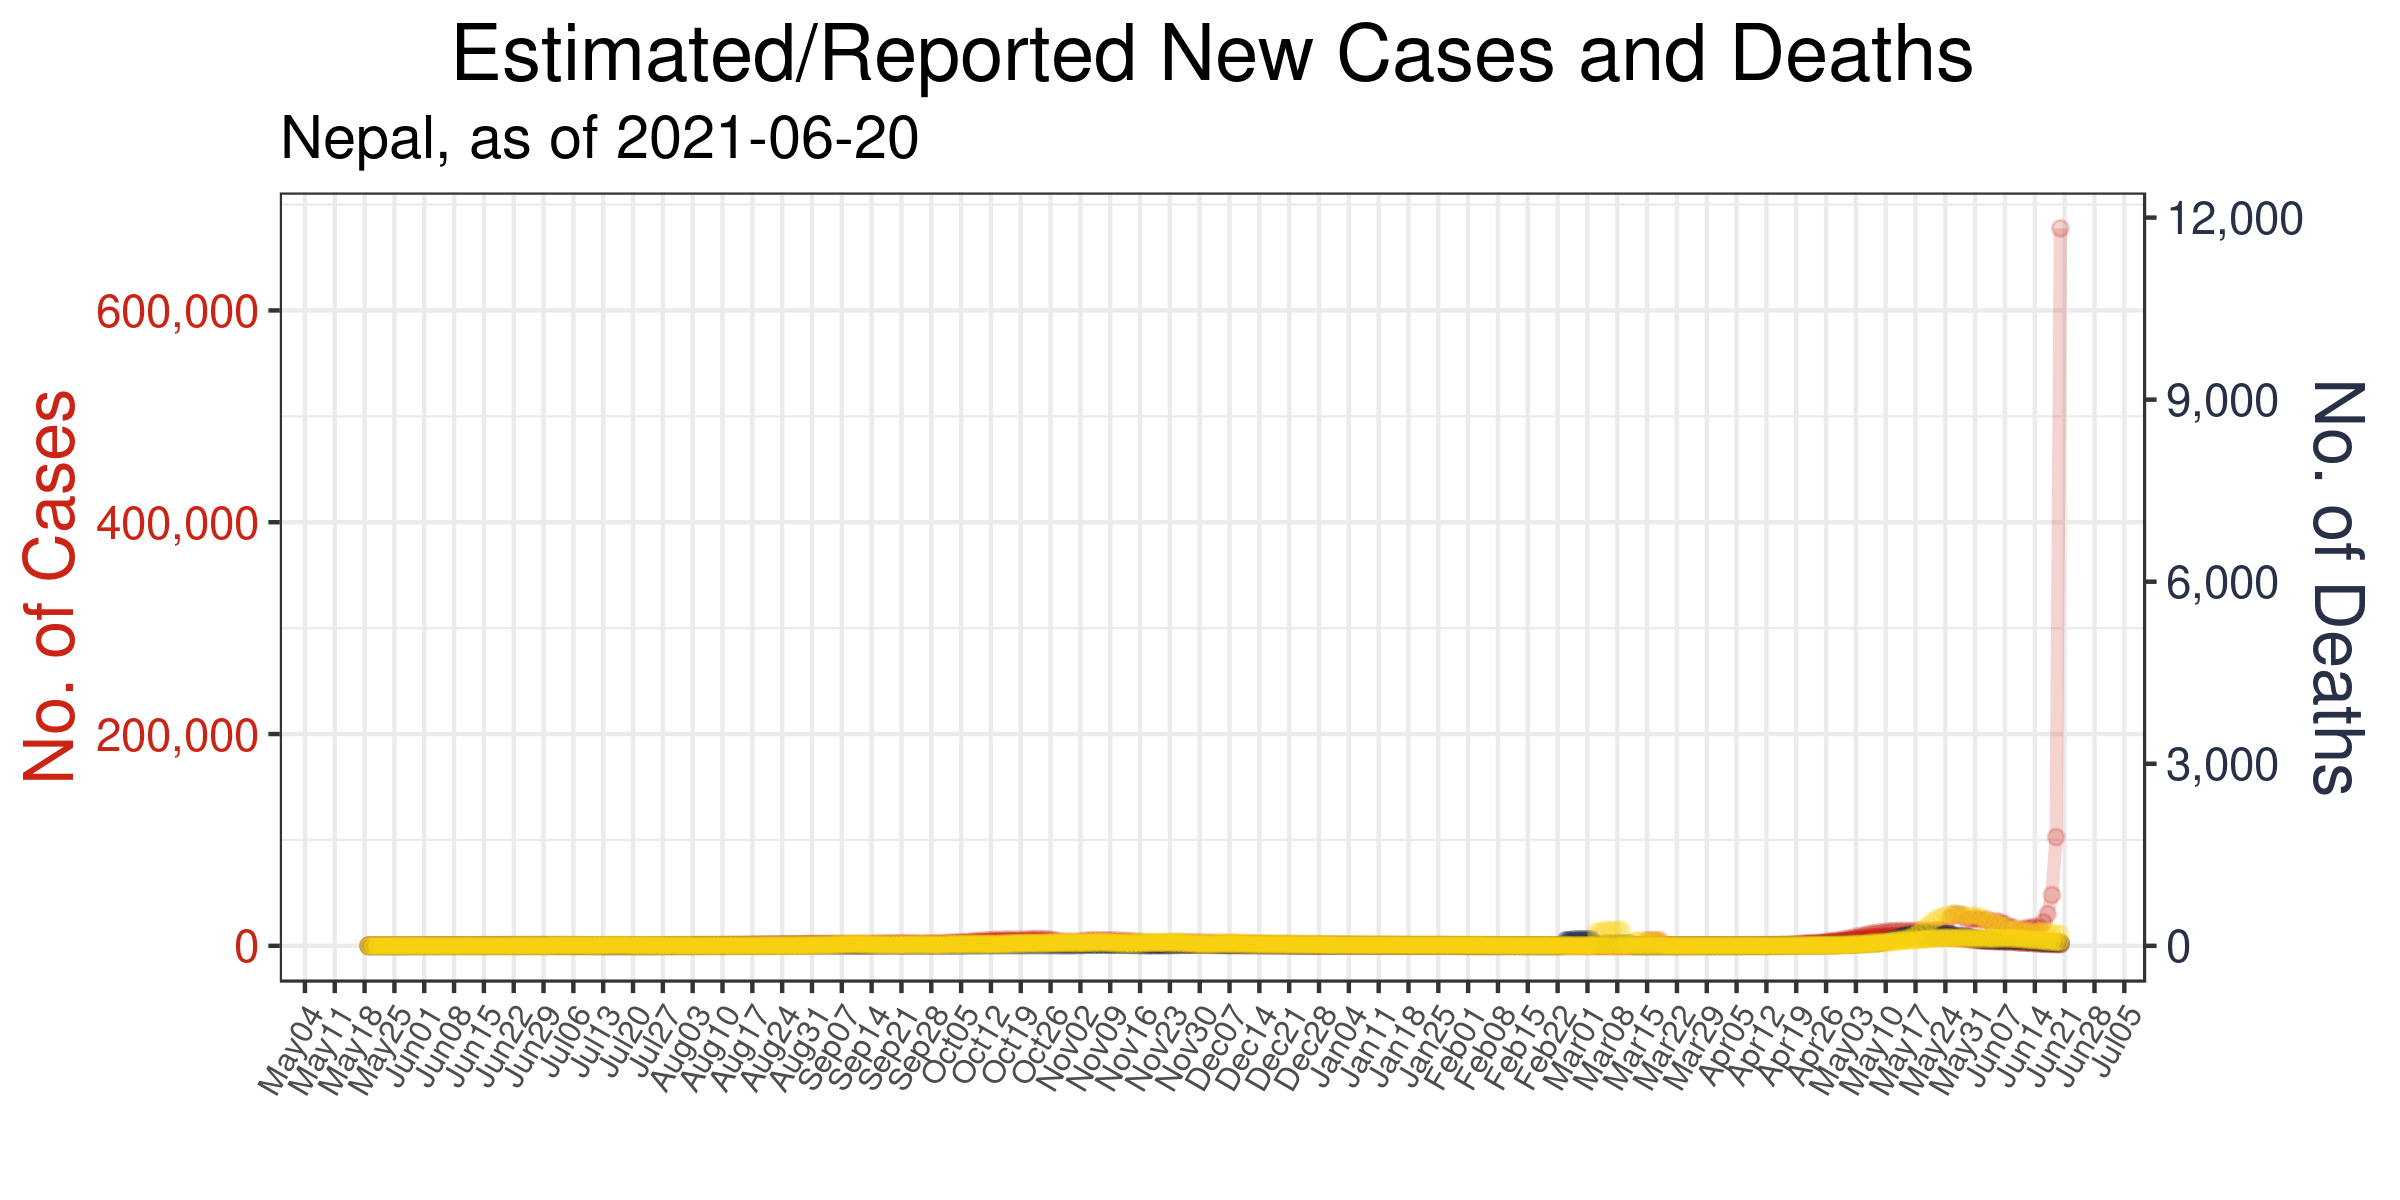 Estimated/Reported New Cases and Deaths
Nepal, as of 2021-06-20
No. of Cases
600,000
400,000
200,000
0
12,000
9,000
6,000
3,000
0
No. of Deaths
May04 May11 May18 May25 Jun01 Jun08 Jun15 Jun22 Jun29 Jul06 Jul13 Jul20 Jul27 Aug03 Aug10 Aug17 Aug24 Aug31 Sep07 Sep14 Sep21 Sep28 Oct05 Oct12 Oct19 Oct26 Nov02 Nov09 Nov16 Nov23 Nov30 Dec07 Dec14 Dec21 Dec28 Jan04 Jan11 Jan18 Jan25 Feb01 Feb08 Feb15 Feb22 Mar01 Mar08 Mar15 Mar22 Mar29 Apr05 Apr12 Apr19 Apr26 May03 May10 May17 May24 May31 Jun07 Jun14 Jun21 Jun28 Jul05